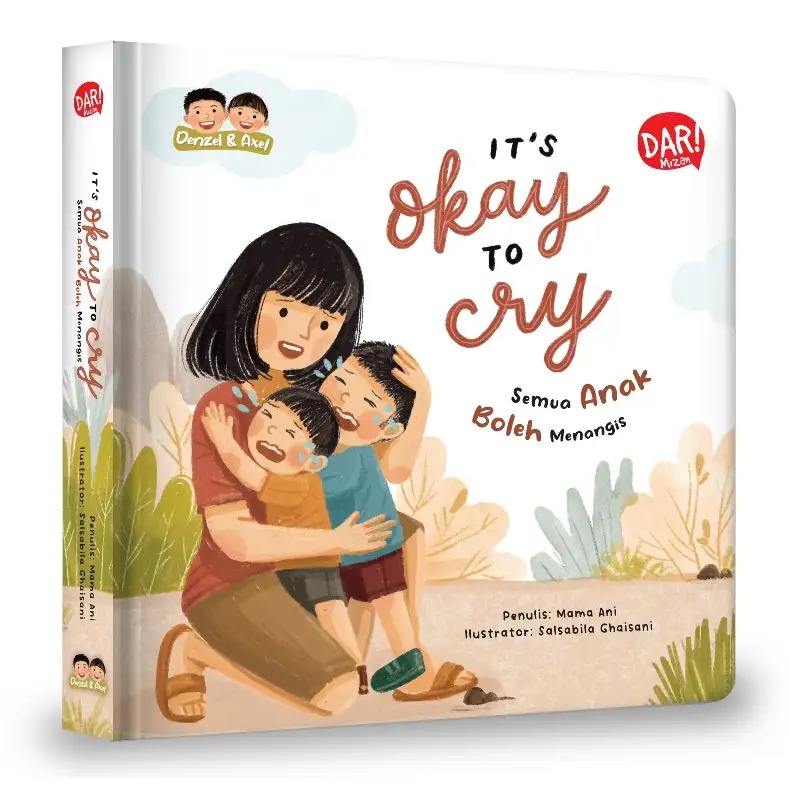 DAR!
Mizan
IT'S okay TO cry
Semua Anak Boleh Menangis
Penulis: Mama Ani
Ilustrator: Salsabila Ghaisani
Denzel & Axel
Denzel & Axel
DAR!
Mizan
IT'S
okay
TO
cry
Semua Anak
Boleh Menangis
Penulis: Mama Ani
Ilustrator: Salsabila Ghaisani